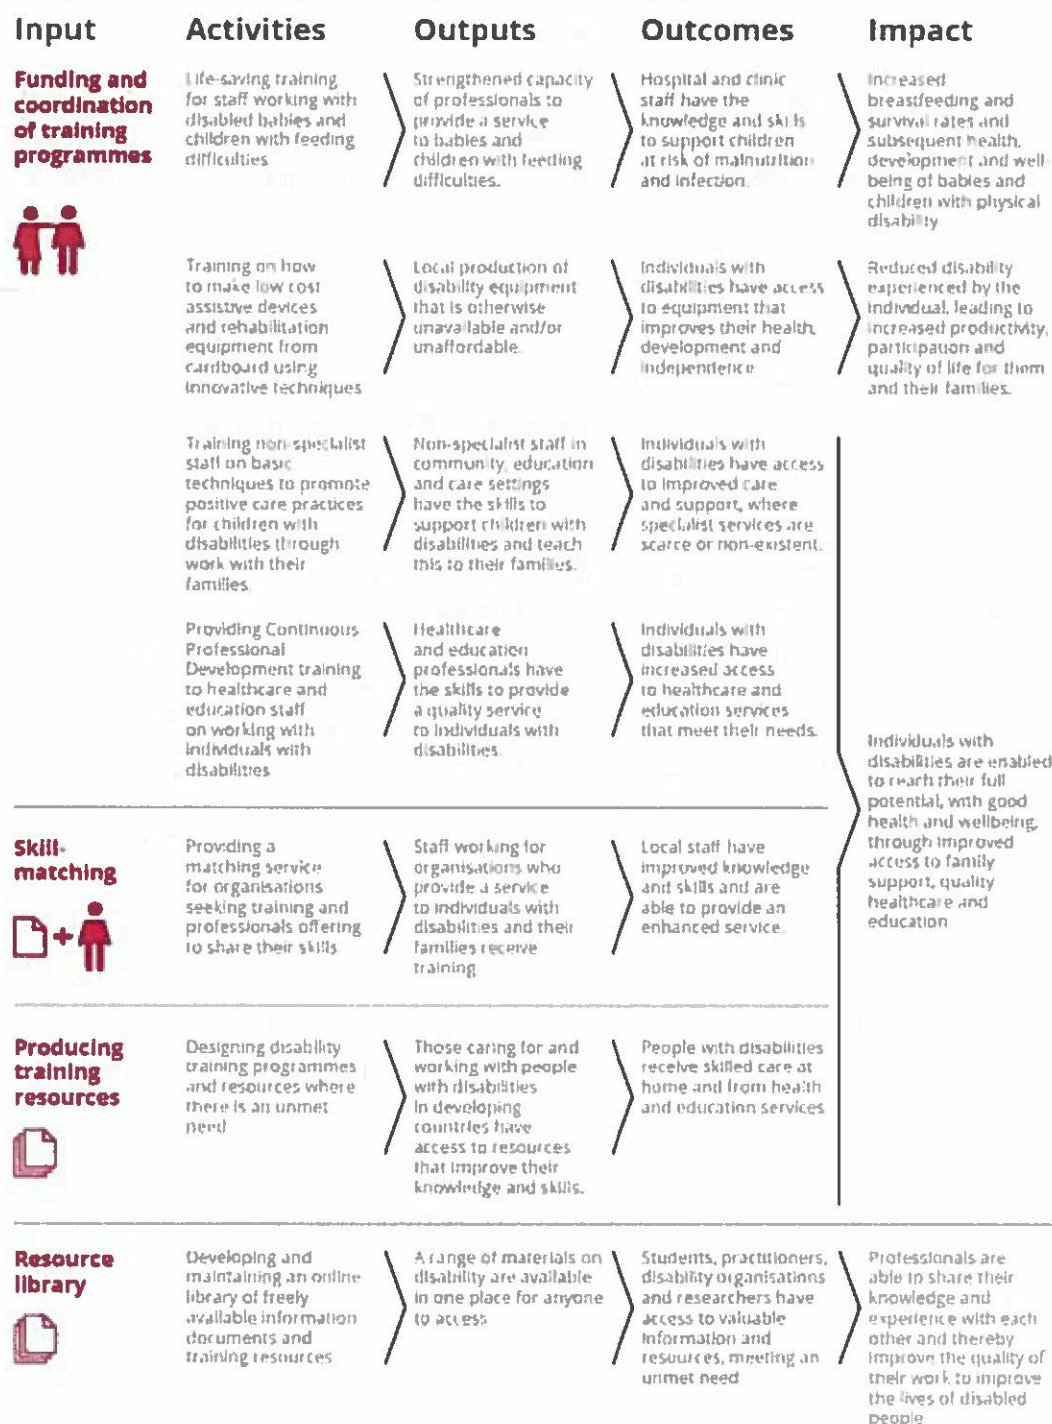 Input
Activities
Outputs
Outcomes
Impact
Funding and
coordination
of training
programmes
Life-saving training
for staff working with
disabled babies and
children with feeding
difficulties
Strengthened capacity
of professionals to
provide a service
to babies and
children with feeding
difficulties.
Hospital and clinic
staff have the
knowledge and skills
to support children
at risk of malnutrition
and infection.
Increased
breastfeeding and
survival rates and
subsequent health,
development and well-
being of babies and
children with physical
disability
Training on how
to make low cost
assistive devices
and rehabilitation
equipment from
cardboard using
innovative techniques
Local production of
disability equipment
that is otherwise
unavailable and/or
unaffordable.
Individuals with
disabilities have access
to equipment that
improves their health,
development and
independence
Reduced disability
experienced by the
individual, leading to
increased productivity,
participation and
quality of life for them
and their families.
Training non-specialist
staff on basic
techniques to promote
positive care practices
for children with
disabilities through
work with their
families
Non-specialist staff in
community, education
and care settings
have the skills to
support children with
disabilities and teach
this to their families.
Individuals with
disabilities have access
to improved care
and support, where
specialist services are
scarce or non-existent.
Providing Continuous
Professional
Development training
to healthcare and
education staff
on working with
individuals with
disabilities
Healthcare
and education
professionals have
the skills to provide
a quality service
to individuals with
disabilities.
Individuals with
disabilities have
increased access
to healthcare and
education services
that meet their needs.
Individuals with
disabilities are enabled
to reach their full
potential, with good
health and wellbeing,
through improved
access to family
support, quality
healthcare and
education
Skill-
matching
Providing a
matching service
for organisations
seeking training and
professionals offering
to share their skills
Staff working for
organisations who
provide a service
to individuals with
disabilities and their
families receive
training
Local staff have
improved knowledge
and skills and are
able to provide an
enhanced service.
Producing
training
resources
Designing disability
training programmes
and resources where
there is an unmet
need
Those caring for and
working with people
with disabilities
in developing
countries have
access to resources
that improve their
knowledge and skills.
People with disabilities
receive skilled care at
home and from health
and education services
Resource
library
Developing and
maintaining an online
library of freely
available information
documents and
training resources
A range of materials on
disability are available
in one place for anyone
to access
Students, practitioners,
disability organisations
and researchers have
access to valuable
information and
resources, meeting an
unmet need
Professionals are
able to share their
knowledge and
experience with each
other and thereby
improve the quality of
their work to improve
the lives of disabled
people